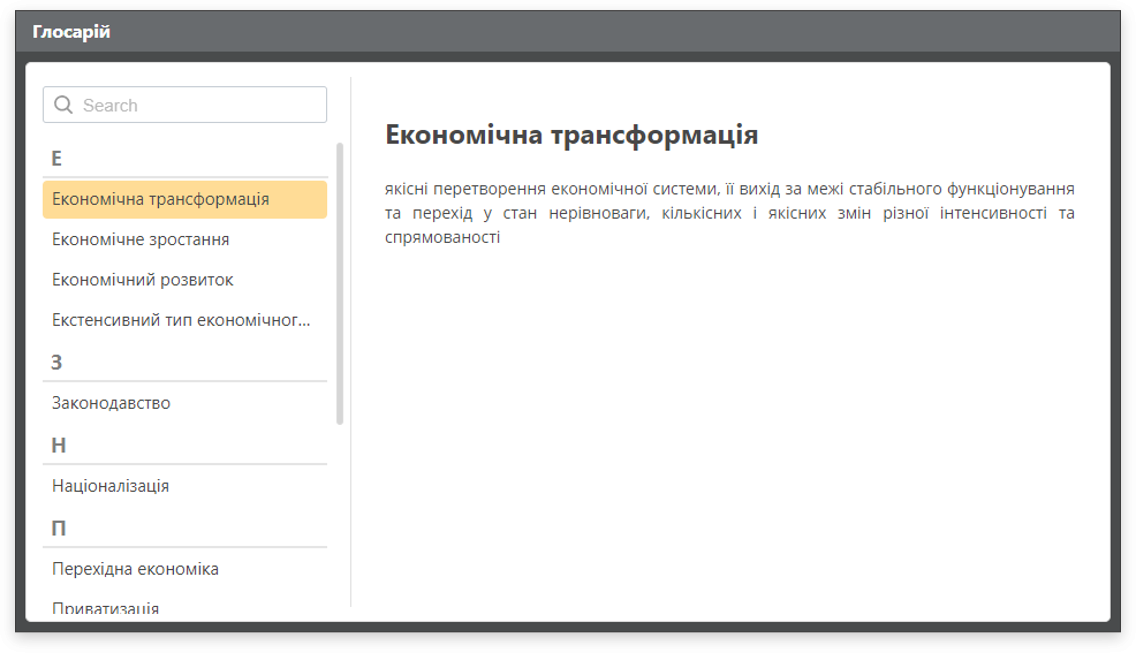 Глосарій
Search
Е
Економічна трансформація
Економічне зростання
Економічний розвиток
Екстенсивний тип економічног...
З
Законодавство
Н
Націоналізація
П
Перехідна економіка
Приватизація
Економічна трансформація
якісні перетворення економічної системи, її вихід за межі стабільного функціонування
та перехід у стан нерівноваги, кількісних і якісних змін різної інтенсивності та
спрямованості